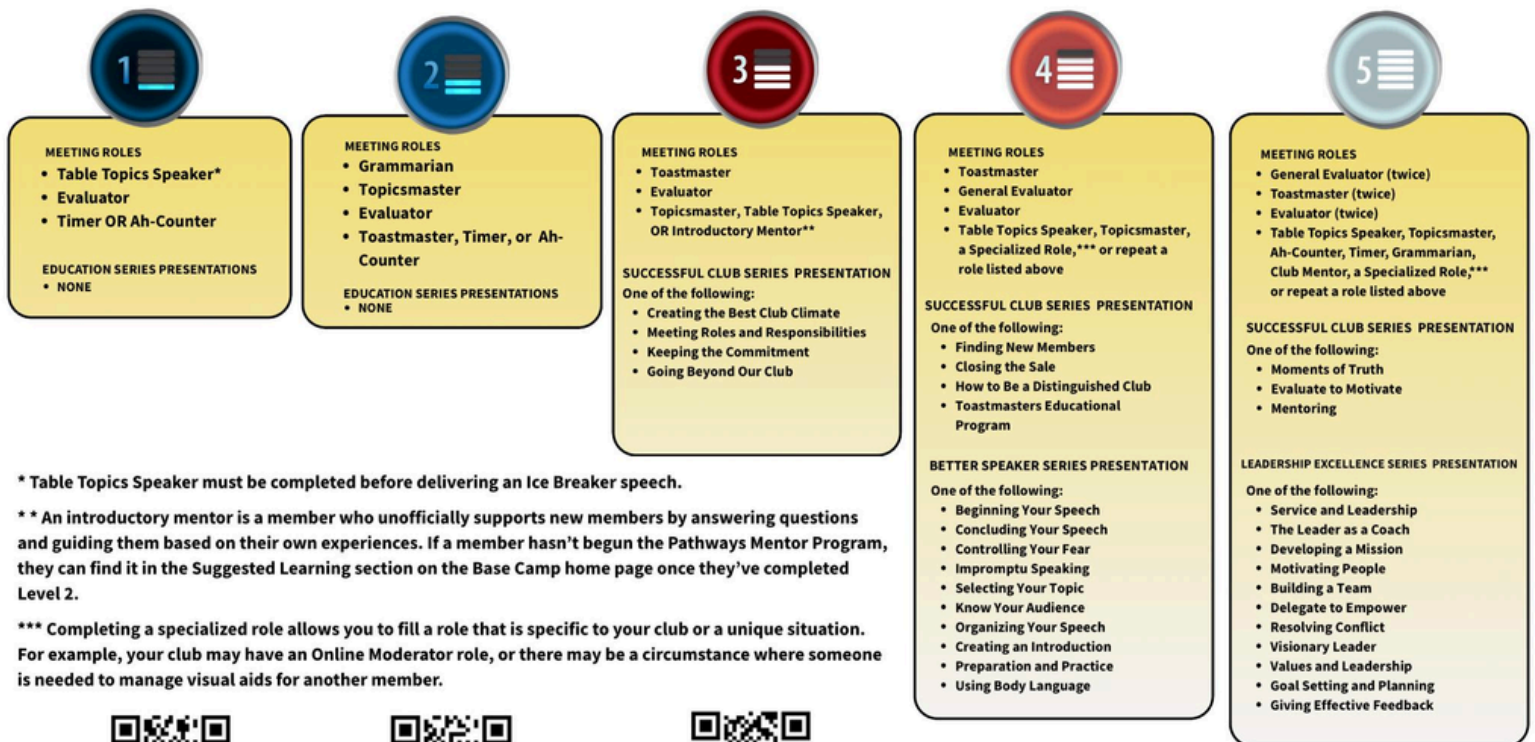 1
MEETING ROLES
• Table Topics Speaker*
• Evaluator
• Timer OR Ah-Counter
EDUCATION SERIES PRESENTATIONS
• NONE
2
MEETING ROLES
• Grammarian
• Topicsmaster
• Evaluator
• Toastmaster, Timer, or Ah-
Counter
EDUCATION SERIES PRESENTATIONS
• NONE
3
MEETING ROLES
• Toastmaster
• Evaluator
• Topicsmaster, Table Topics Speaker,
OR Introductory Mentor**
SUCCESSFUL CLUB SERIES PRESENTATION
One of the following:
• Creating the Best Club Climate
• Meeting Roles and Responsibilities
• Keeping the Commitment
• Going Beyond Our Club
4
MEETING ROLES
• Toastmaster
• General Evaluator
• Evaluator
• Table Topics Speaker, Topicsmaster,
a Specialized Role,*** or repeat a
role listed above
SUCCESSFUL CLUB SERIES PRESENTATION
One of the following:
• Finding New Members
• Closing the Sale
• How to Be a Distinguished Club
• Toastmasters Educational
Program
BETTER SPEAKER SERIES PRESENTATION
One of the following:
• Beginning Your Speech
• Concluding Your Speech
• Controlling Your Fear
• Impromptu Speaking
• Selecting Your Topic
• Know Your Audience
• Organizing Your Speech
• Creating an Introduction
• Preparation and Practice
• Using Body Language
5
MEETING ROLES
• General Evaluator (twice)
• Toastmaster (twice)
• Evaluator (twice)
• Table Topics Speaker, Topicsmaster,
Ah-Counter, Timer, Grammarian,
Club Mentor, a Specialized Role,***
or repeat a role listed above
SUCCESSFUL CLUB SERIES PRESENTATION
One of the following:
• Moments of Truth
• Evaluate to Motivate
• Mentoring
LEADERSHIP EXCELLENCE SERIES PRESENTATION
One of the following:
• Service and Leadership
• The Leader as a Coach
• Developing a Mission
• Motivating People
• Building a Team
• Delegate to Empower
• Resolving Conflict
• Visionary Leader
• Values and Leadership
• Goal Setting and Planning
• Giving Effective Feedback
* Table Topics Speaker must be completed before delivering an Ice Breaker speech.
* * An introductory mentor is a member who unofficially supports new members by answering questions
and guiding them based on their own experiences. If a member hasn't begun the Pathways Mentor Program,
they can find it in the Suggested Learning section on the Base Camp home page once they've completed
Level 2.
*** Completing a specialized role allows you to fill a role that is specific to your club or a unique situation.
For example, your club may have an Online Moderator role, or there may be a circumstance where someone
is needed to manage visual aids for another member.